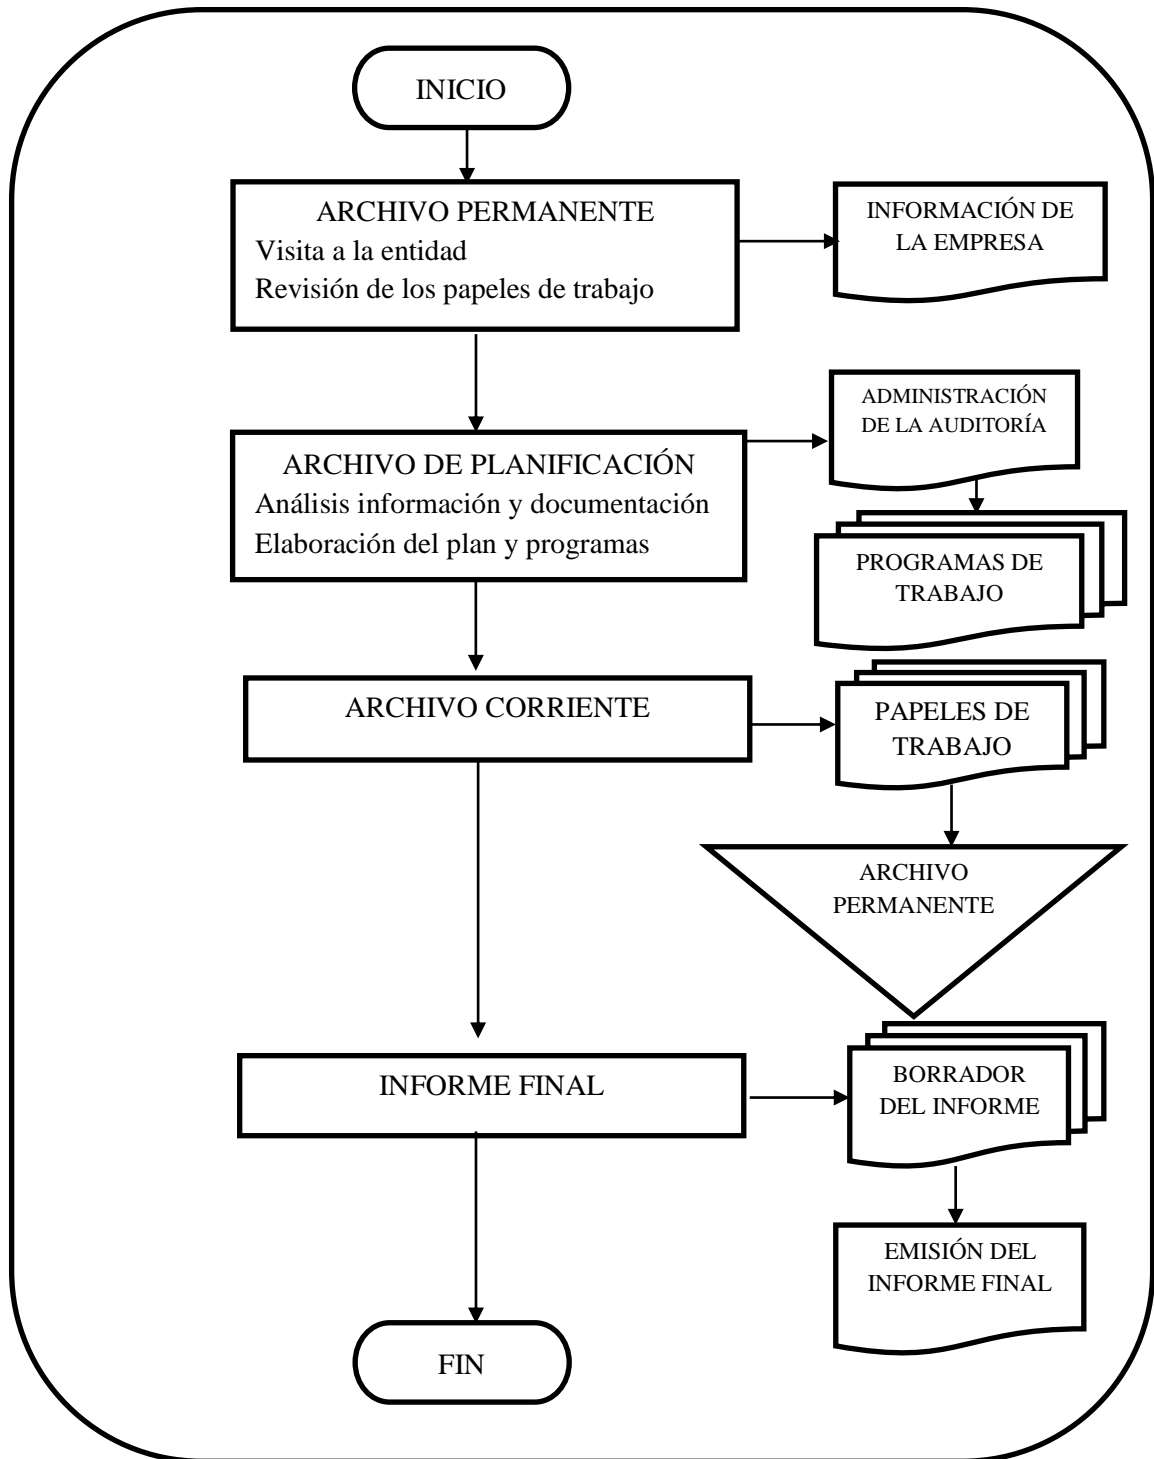 INICIO
ARCHIVO PERMANENTE
Visita a la entidad
Revisión de los papeles de trabajo
INFORMACIÓN DE
LA EMPRESA
ARCHIVO DE PLANIFICACIÓN
Análisis información y documentación
Elaboración del plan y programas
ADMINISTRACIÓN
DE LA AUDITORÍA
PROGRAMAS DE
TRABAJO
ARCHIVO CORRIENTE
PAPELES DE
TRABAJO
ARCHIVO
PERMANENTE
INFORME FINAL
BORRADOR
DEL INFORME
EMISIÓN DEL
INFORME FINAL
FIN